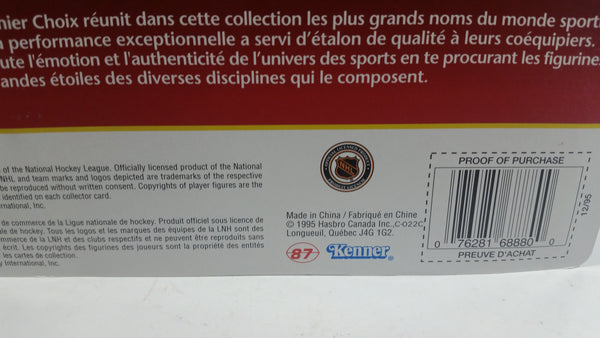 nier Choix réunit dans cette collection les plus grands noms du monde sporti
a performance exceptionnelle a servi d'étalon de qualité à leurs coéquipiers.
ute l'émotion et l'authenticité de l'univers des sports en te procurant les figurines
andes étoiles des diverses disciplines qui le composent.
of the National Hockey League. Officially licensed product of the National
NHL, and team marks and logos depicted are trademarks of the respective
be reproduced without written consent. Copyrights of player figures are the
identified on each collector card.
rnational, Inc.
de commerce de la Ligue nationale de hockey. Produit officiel sous licence de
ale de hockey. Tous les logos et les marques des équipes de la LNH sont des
mmerce de la LNH et des clubs respectifs et ne peuvent être reproduits sans
écrit. Les copyrights des figurines des joueurs sont la propriété des entités
les cartes de collection.
y International, Inc.
NHL
Made in China / Fabriqué en Chine
© 1995 Hasbro Canada Inc., C-022C
Longueuil, Québec J4G 1G2.
87 Kenner
PROOF OF PURCHASE
0 76281 68880 0
PREUVE D'ACHAT
12/95